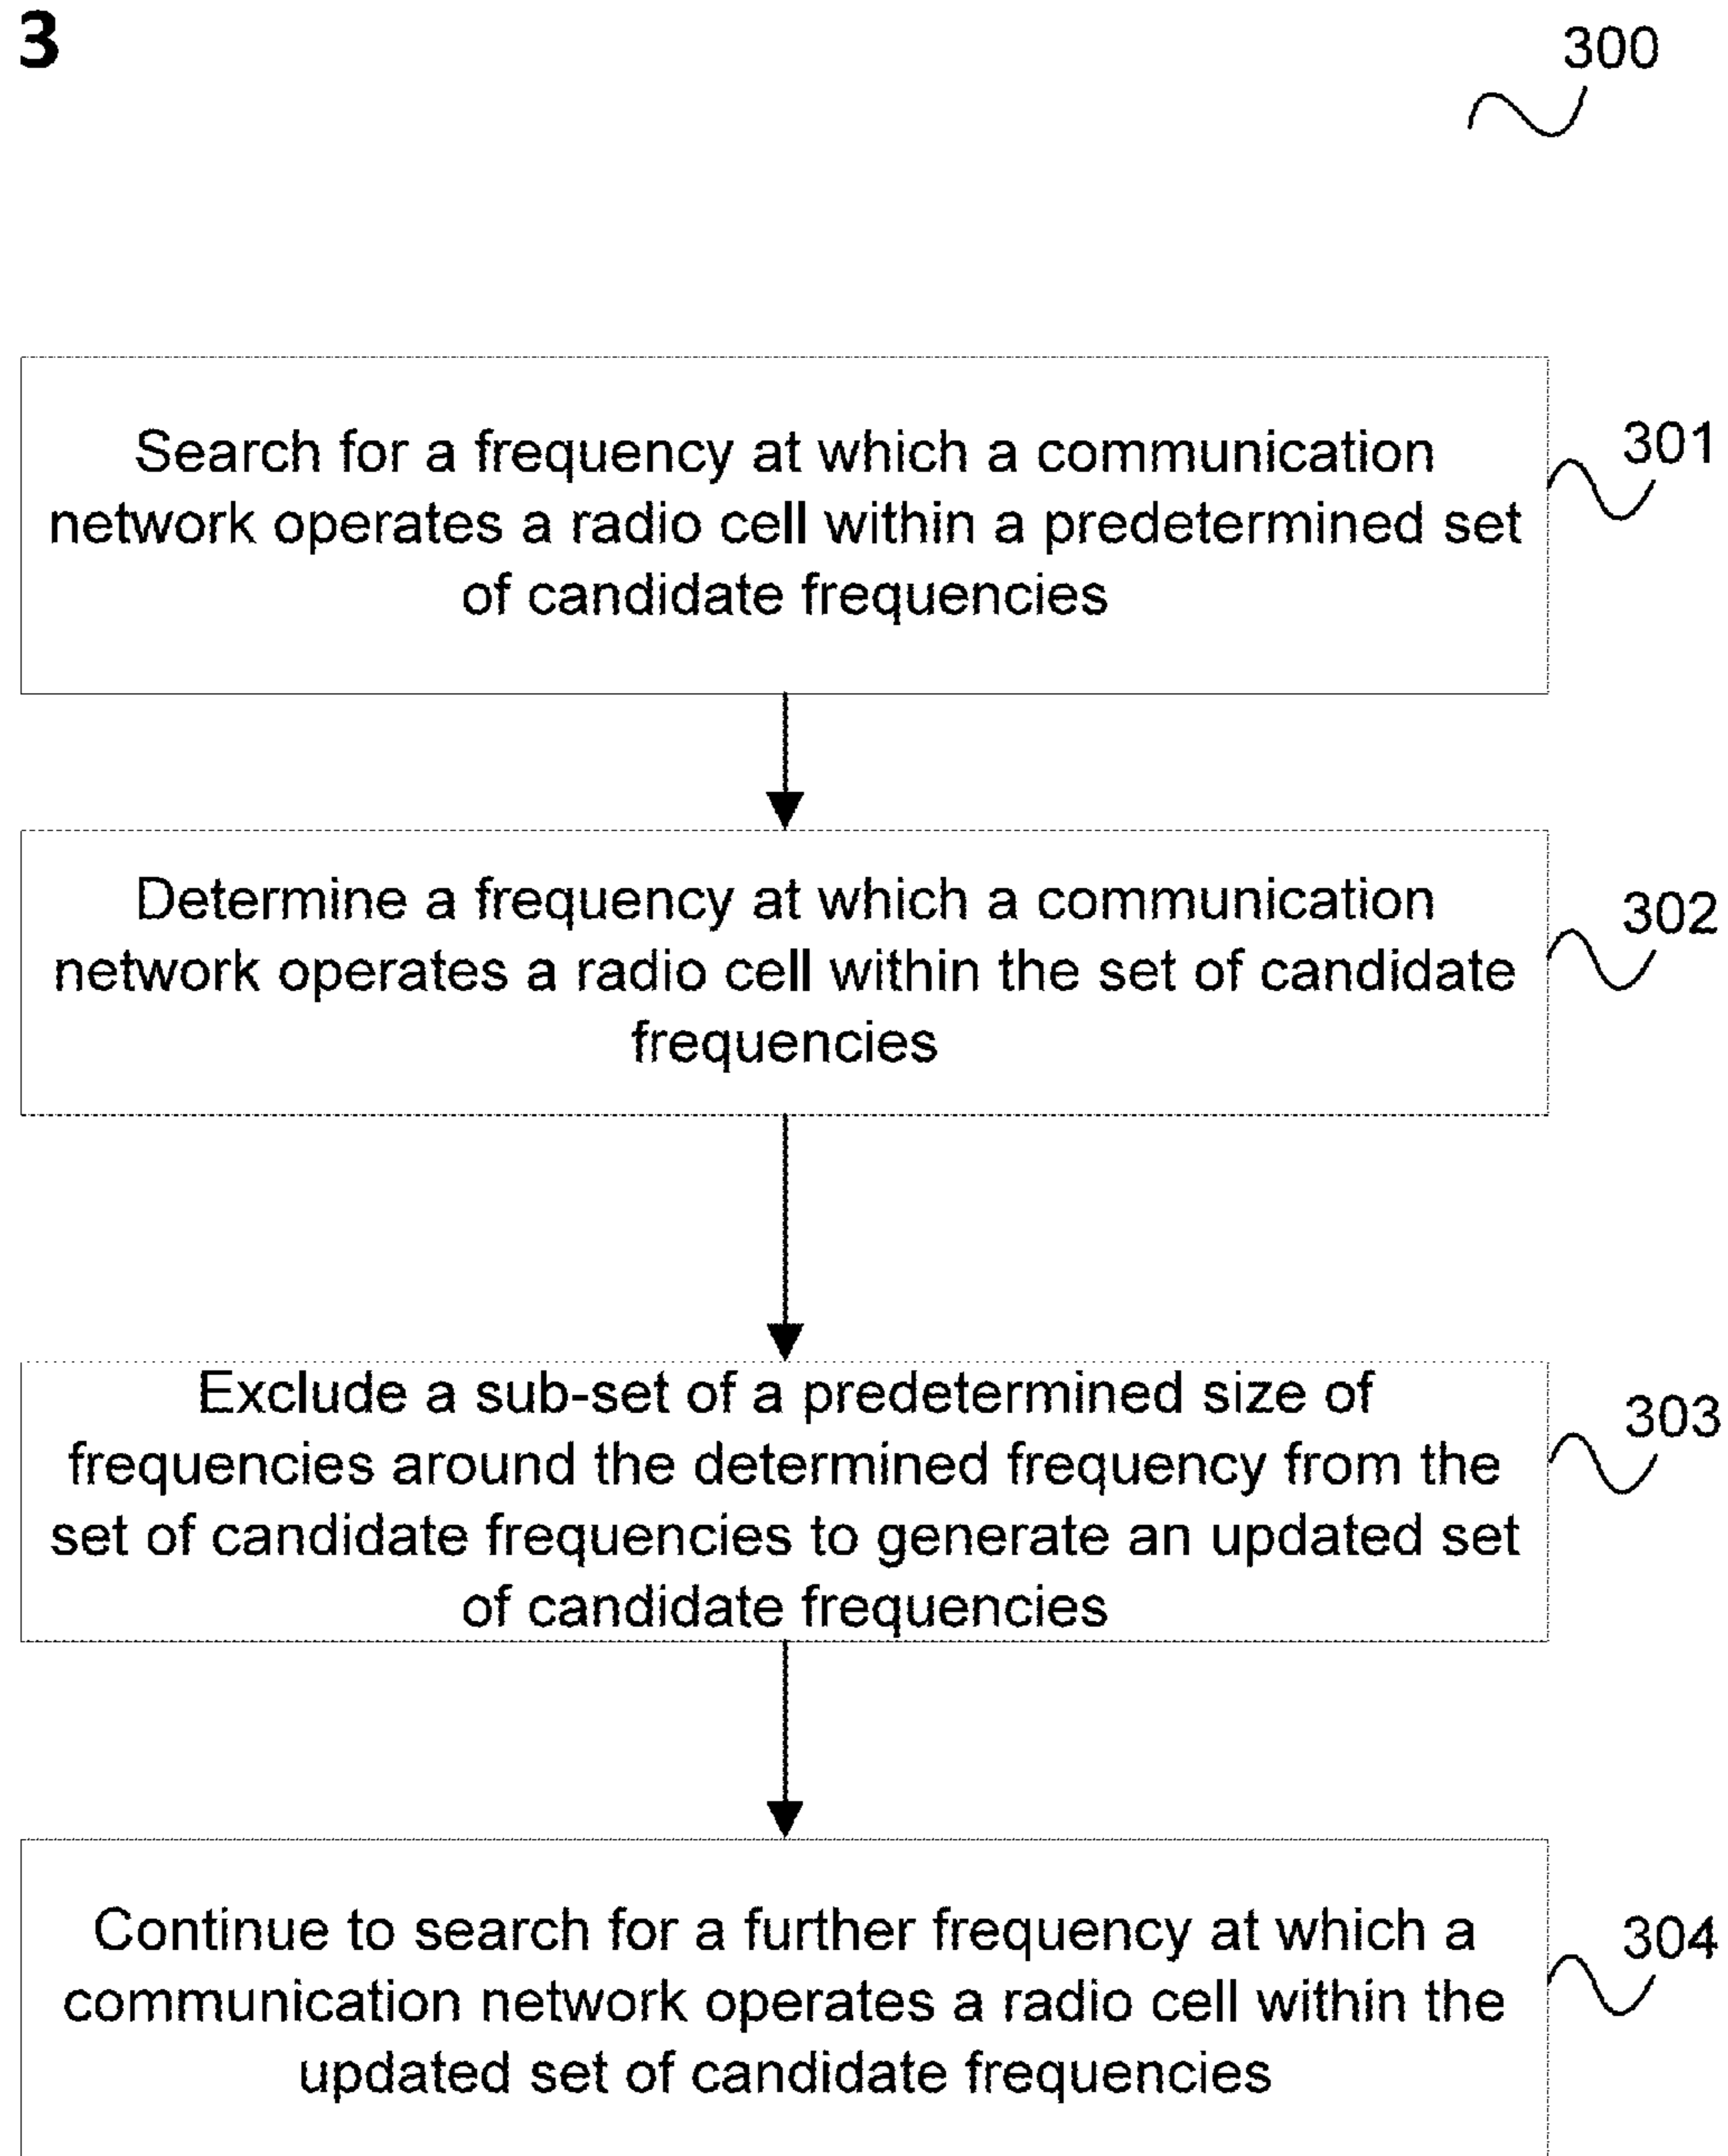 3
300
Search for a frequency at which a communication
network operates a radio cell within a predetermined set
of candidate frequencies
301
Determine a frequency at which a communication
network operates a radio cell within the set of candidate
frequencies
302
Exclude a sub-set of a predetermined size of
frequencies around the determined frequency from the
set of candidate frequencies to generate an updated set
of candidate frequencies
303
Continue to search for a further frequency at which a
communication network operates a radio cell within the
updated set of candidate frequencies
304